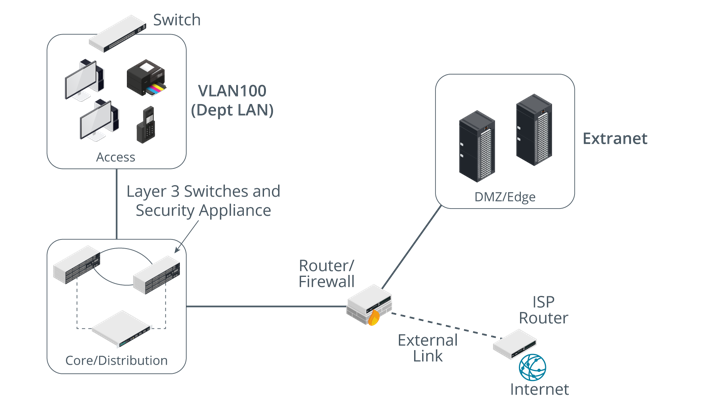 Switch
VLAN100
(Dept LAN)
Access
Extranet
DMZ/Edge
Layer 3 Switches and
Security Appliance
Router/
Firewall
ISP
Router
External
Link
Core/Distribution
Internet